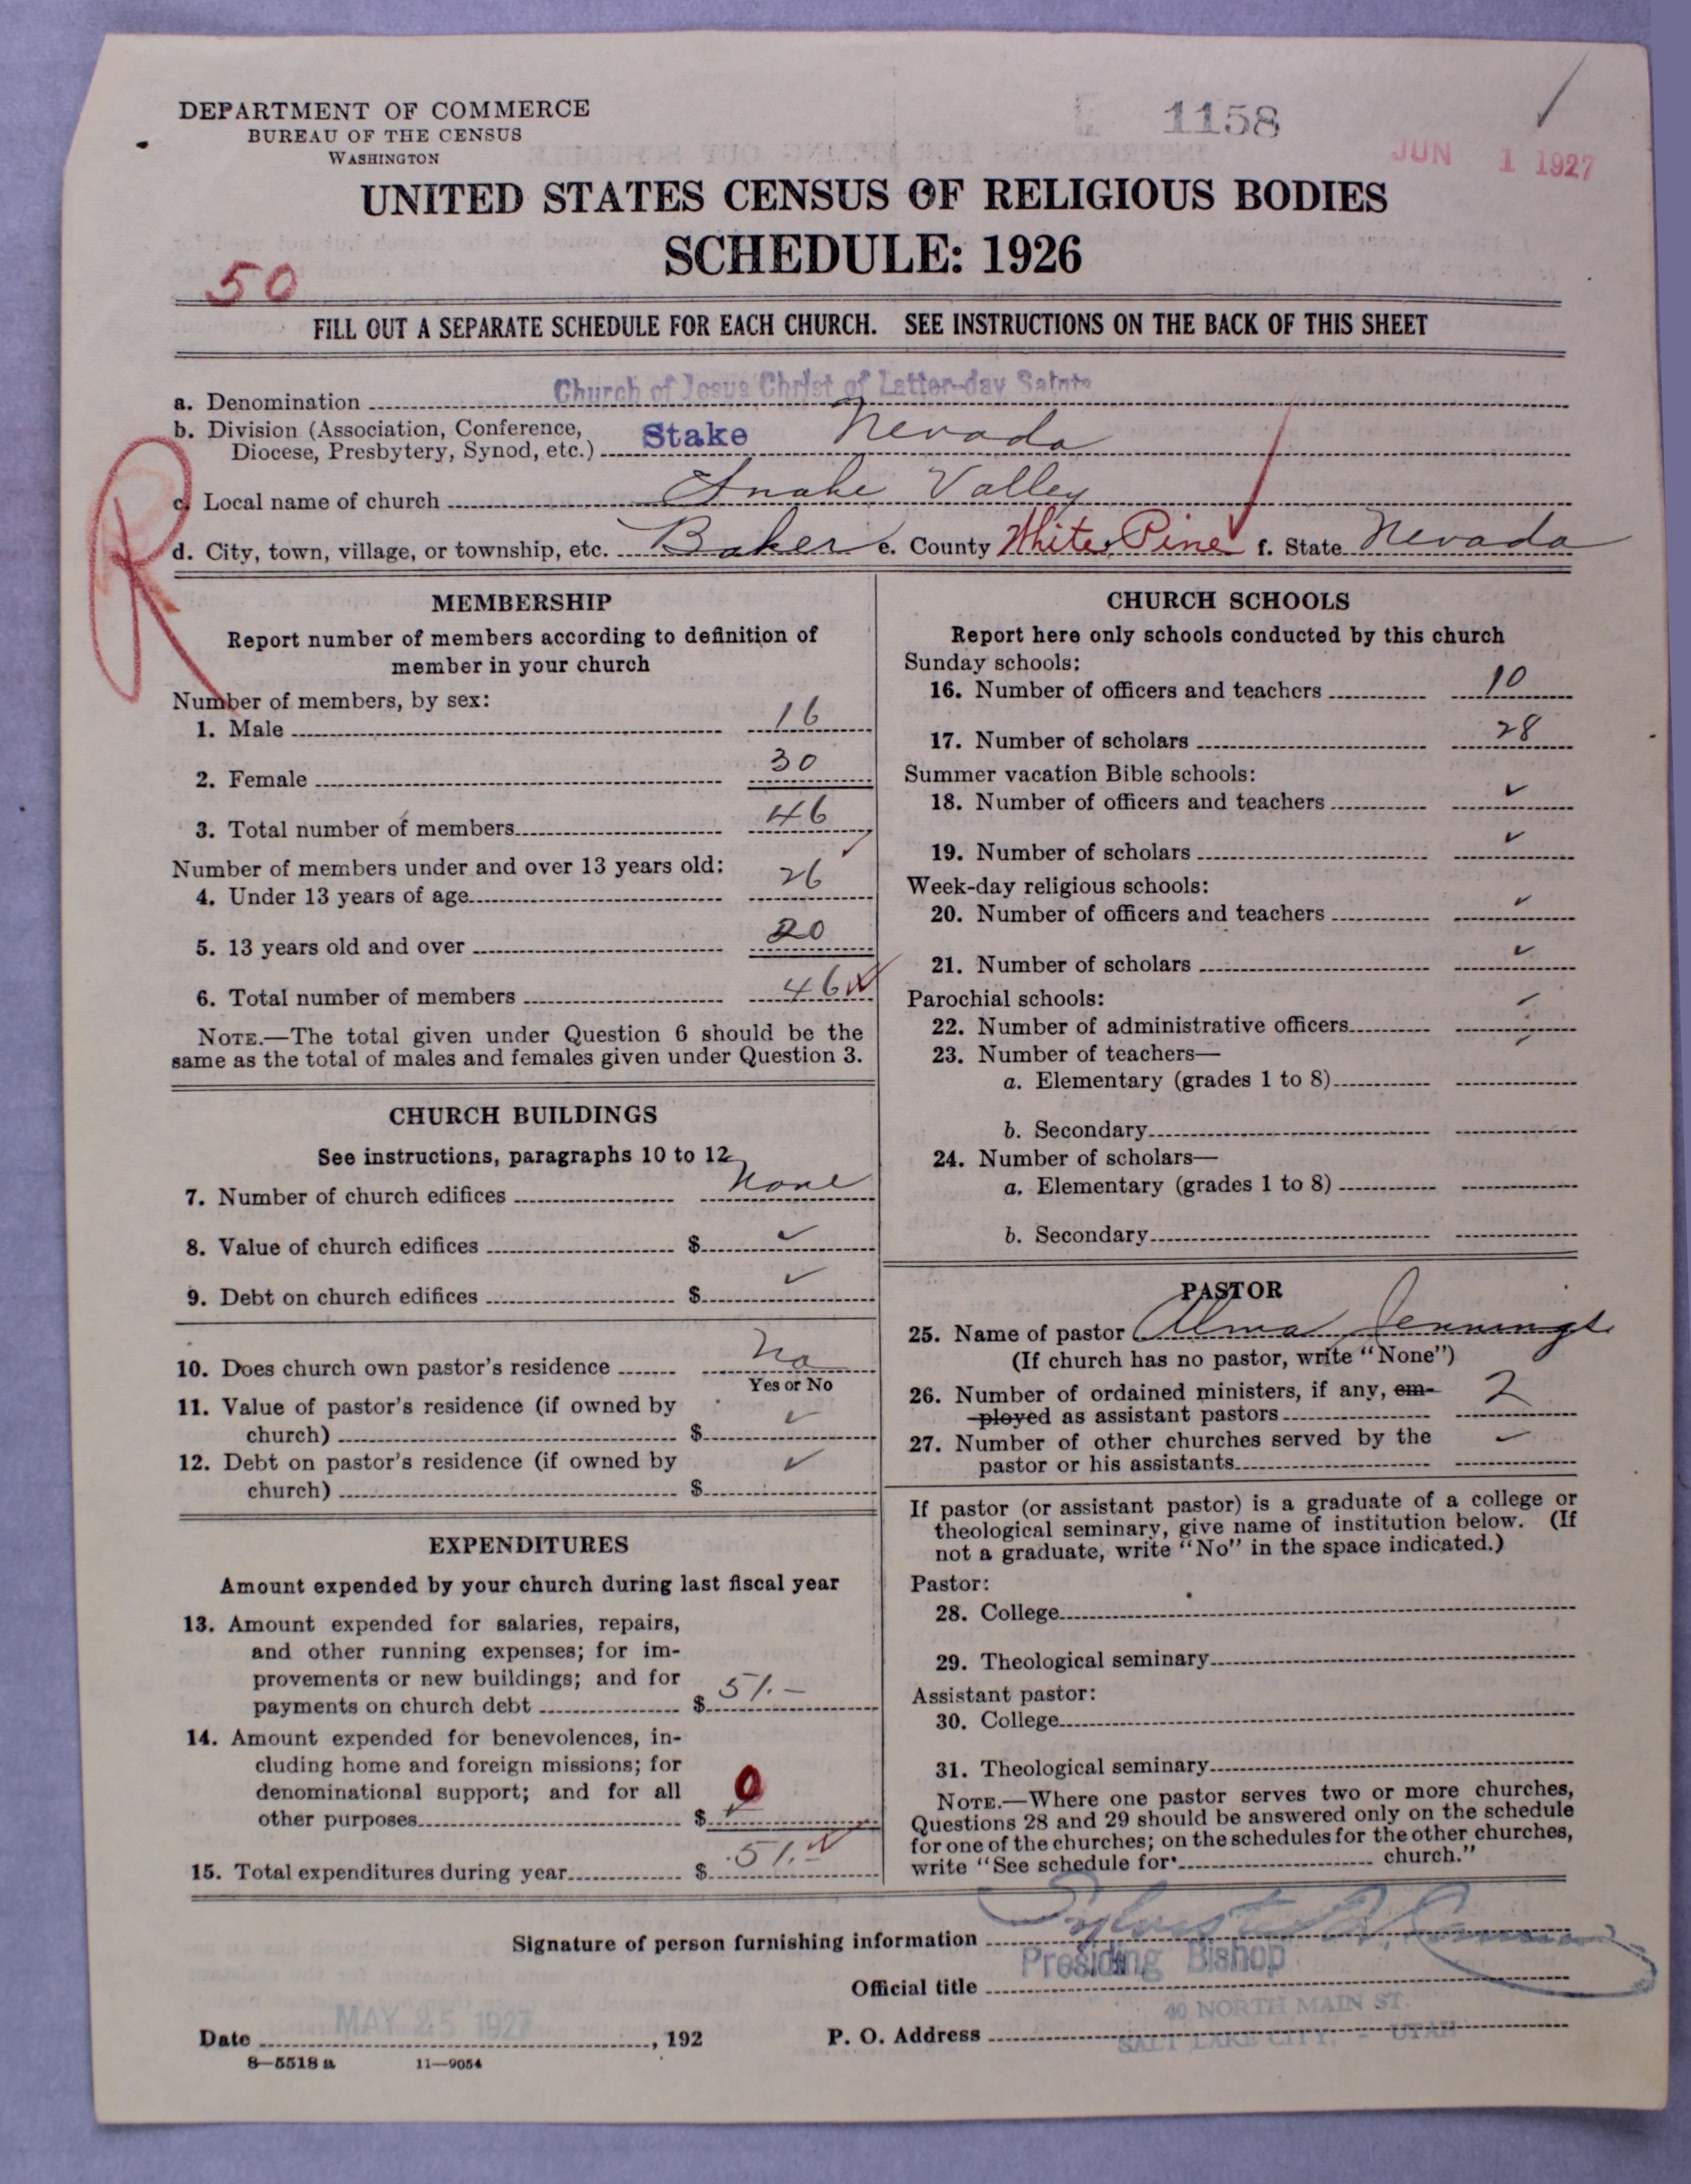 DEPARTMENT OF COMMERCE
BUREAU OF THE CENSUS
WASHINGTON
1158
JUN 1 1927
UNITED STATES CENSUS OF RELIGIOUS BODIES
SCHEDULE: 1926
50
FILL OUT A SEPARATE SCHEDULE FOR EACH CHURCH. SEE INSTRUCTIONS ON THE BACK OF THIS SHEET
a. Denomination Church of Jesus Christ of Latter-day Saints
b. Division (Association, Conference, Diocese, Presbytery, Synod, etc.) Stake Nevada
R
c. Local name of church Snake Valley
d. City, town, village, or township, etc. Baker e. County White Pine f. State Nevada
MEMBERSHIP
Report number of members according to definition of
member in your church
Number of members, by sex:
1. Male 16
2. Female 30
3. Total number of members 46
Number of members under and over 13 years old:
4. Under 13 years of age 26
5. 13 years old and over 20
6. Total number of members 46
NOTE.—The total given under Question 6 should be the
same as the total of males and females given under Question 3.
CHURCH BUILDINGS
See instructions, paragraphs 10 to 12
7. Number of church edifices None
8. Value of church edifices $ ✓
9. Debt on church edifices $ ✓
10. Does church own pastor's residence No
Yes or No
11. Value of pastor's residence (if owned by
church) $ ✓
12. Debt on pastor's residence (if owned by
church) $ ✓
EXPENDITURES
Amount expended by your church during last fiscal year
13. Amount expended for salaries, repairs,
and other running expenses; for im-
provements or new buildings; and for
payments on church debt $ 51.–
14. Amount expended for benevolences, in-
cluding home and foreign missions; for
denominational support; and for all
other purposes $ 0
15. Total expenditures during year $ 51.–
CHURCH SCHOOLS
Report here only schools conducted by this church
Sunday schools:
16. Number of officers and teachers 10
17. Number of scholars 28
Summer vacation Bible schools:
18. Number of officers and teachers ✓
19. Number of scholars ✓
Week-day religious schools:
20. Number of officers and teachers ✓
21. Number of scholars ✓
Parochial schools:
22. Number of administrative officers
23. Number of teachers—
a. Elementary (grades 1 to 8)
b. Secondary
24. Number of scholars—
a. Elementary (grades 1 to 8)
b. Secondary
PASTOR
25. Name of pastor Alma Jennings
(If church has no pastor, write "None")
26. Number of ordained ministers, if any, em-
ployed as assistant pastors 2
27. Number of other churches served by the
pastor or his assistants
If pastor (or assistant pastor) is a graduate of a college or
theological seminary, give name of institution below. (If
not a graduate, write "No" in the space indicated.)
Pastor:
28. College
29. Theological seminary
Assistant pastor:
30. College
31. Theological seminary
NOTE.—Where one pastor serves two or more churches,
Questions 28 and 29 should be answered only on the schedule
for one of the churches; on the schedules for the other churches,
write "See schedule for church."
Signature of person furnishing information Sylvester Q. Cannon
Official title Presiding Bishop
Date MAY 25 1927, 192
P. O. Address 40 NORTH MAIN ST.
SALT LAKE CITY, - UTAH
8—5518 a 11—9054